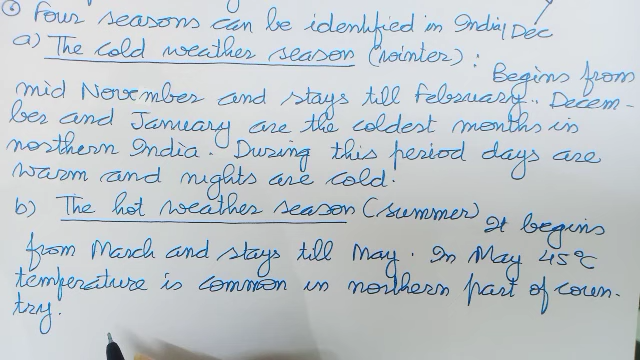 ⑥ Four seasons can be identified in India, Dec
a) The cold weather season (winter) :
Begins from
mid November and stays till February. Decem-
ber and January are the coldest months in
northern India. During this period days are
warm and nights are cold.
b) The hot weather season (summer) It begins
from March and stays till May. In May 45°C
temperature is common in northern part of coun-
try.